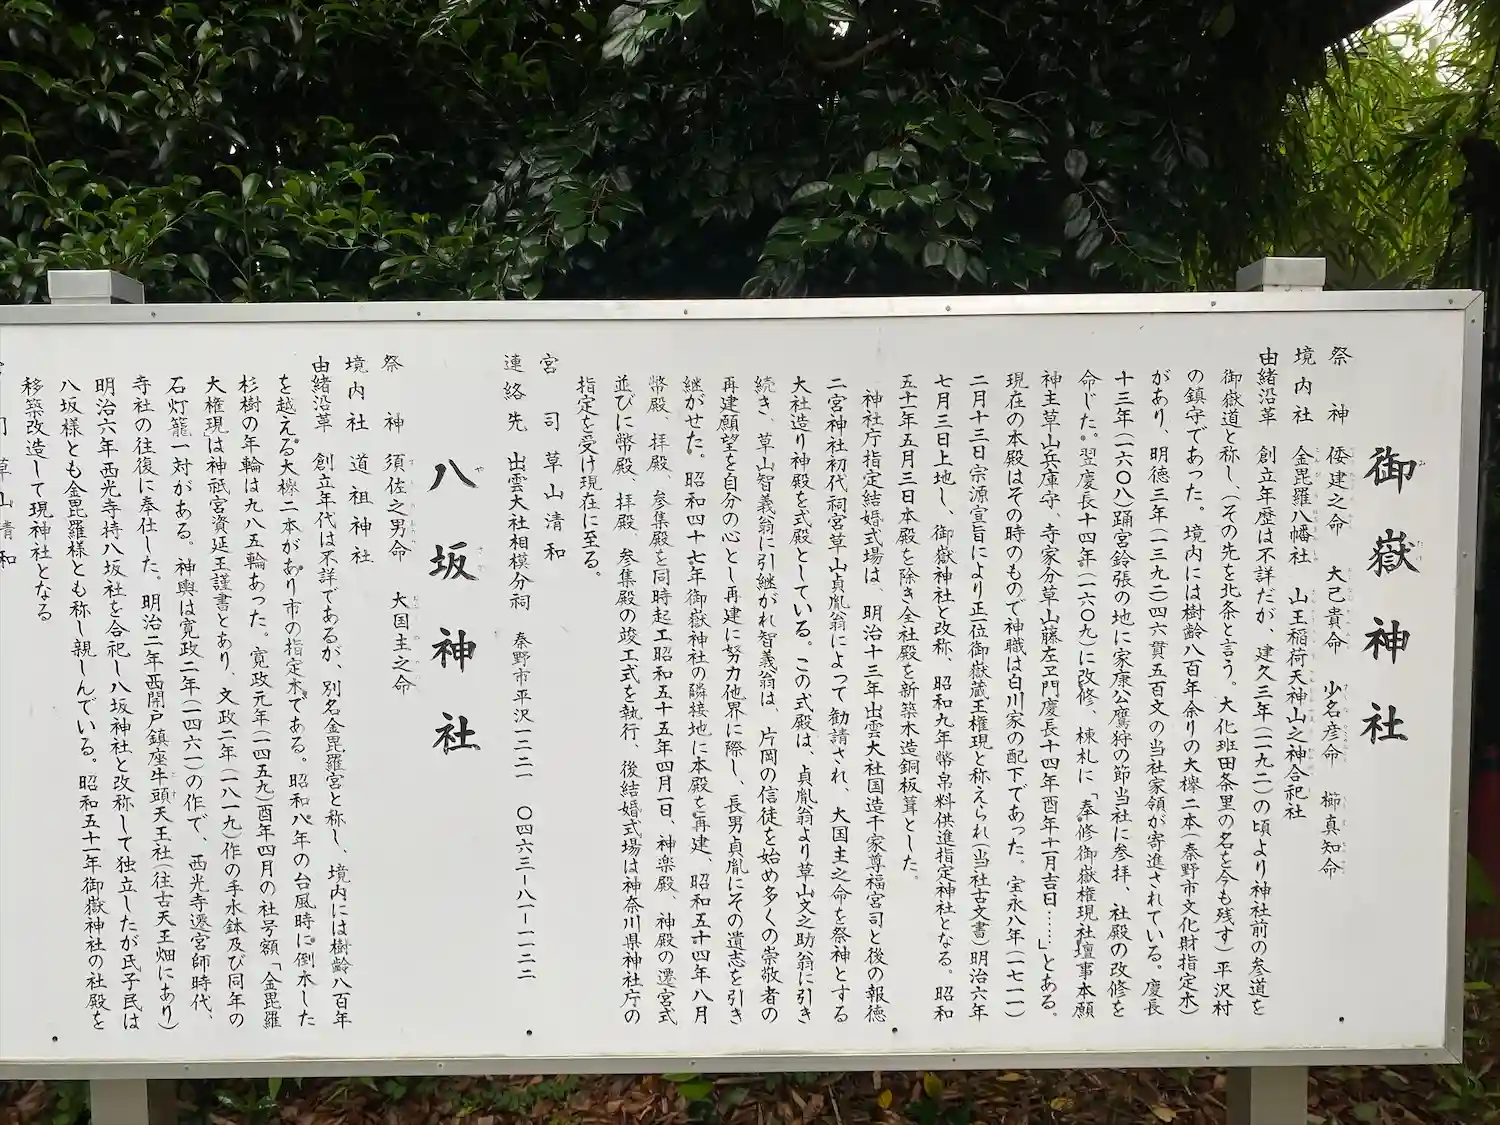 御嶽神社
祭神 倭建之命 大己貴命 少名彦命 櫛真知命
境内社 金毘羅八幡社 山王稲荷天神山之神合祀社
由緒沿革 創立年歴は不詳だが、建久三年(一一九二)の頃より神社前の参道を
御嶽道と称し、(その先を北条と言う。大化班田条里の名を今も残す)平沢村
の鎮守であった。境内には樹齢八百年余りの大欅二本(秦野市文化財指定木)
があり、明徳三年(一三九二)四六貫五百文の当社家領が寄進されている。慶長
十三年(一六〇八)踊宮鈴張の地に家康公鷹狩の節当社に参拝、社殿の改修を
命じた。翌慶長十四年(一六〇九)に改修、棟札に「奉修御嶽権現社壇事本願
神主草山兵庫守、寺家分草山藤左ヱ門慶長十四年酉年十一月吉日……」とある。
現在の本殿はその時のもので神職は白川家の配下であった。宝永八年(一七一一)
二月十三日宗源宣旨により正一位御嶽蔵王権現と称えられ(当社古文書)明治六年
七月三日上地し、御嶽神社と改称、昭和九年幣帛料供進指定神社となる。昭和
五十一年五月三日本殿を除き全社殿を新築木造銅板葺とした。
神社庁指定結婚式場は、明治十三年出雲大社国造千家尊福宮司と後の報徳
二宮神社初代祠宮草山貞胤翁によって勧請され、大国主之命を祭神とする
大社造り神殿を式殿としている。この式殿は、貞胤翁より草山文之助翁に引き
続き、草山智義翁に引継がれ智義翁は、片岡の信徒を始め多くの崇敬者の
再建願望を自分の心とし再建に努力他界に際し、長男貞胤にその遺志を引き
継がせた。昭和四十七年御嶽神社の隣接地に本殿を再建、昭和五十四年八月
幣殿、拝殿、参集殿を同時起工昭和五十五年四月一日、神楽殿、神殿の遷宮式
並びに幣殿、拝殿、参集殿の竣工式を執行、後結婚式場は神奈川県神社庁の
指定を受け現在に至る。
宮司 草山清和
連絡先 出雲大社相模分祠 秦野市平沢一二二一 〇四六三ー八一ー一一二二
八坂神社
祭神 須佐之男命 大国主之命
境内社 道祖神社
由緒沿革 創立年代は不詳であるが、別名金毘羅宮と称し、境内には樹齢八百年
を越える大欅二本があり市の指定木である。昭和八年の台風時に倒木した
杉樹の年輪は九八五輪あった。寛政元年(一四五九)酉年四月の社号額「金毘羅
大権現」は神祇宮資延王謹書とあり、文政二年(一八一九)作の手水鉢及び同年の
石灯籠一対がある。神輿は寛政二年(一四六一)の作で、西光寺遷宮師時代、
寺社の往復に奉仕した。明治二年西開戸鎮座牛頭天王社(往古天王畑にあり)
明治六年西光寺持八坂社を合祀し八坂神社と改称して独立したが氏子民は
八坂様とも金毘羅様とも称し親しんでいる。昭和五十一年御嶽神社の社殿を
移築改造して現神社となる
草山清和